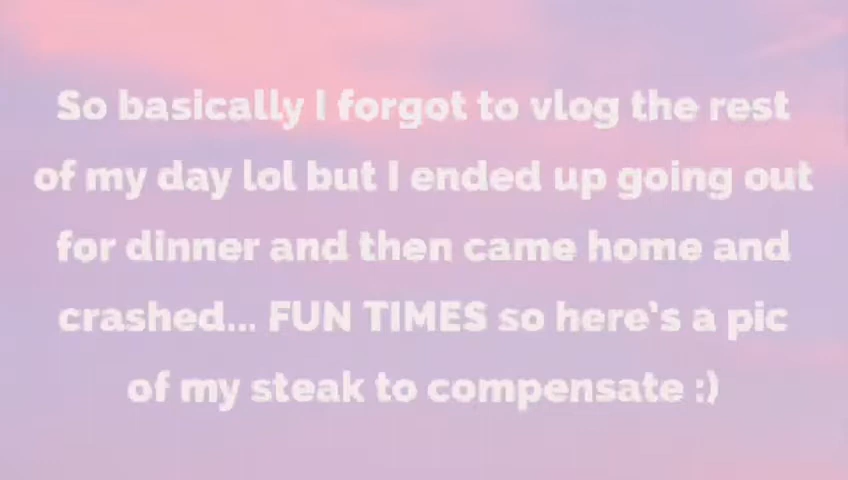 So basically I forgot to vlog the rest
of my day lol but I ended up going out
for dinner and then came home and
crashed... FUN TIMES so here's a pic
of my steak to compensate :)